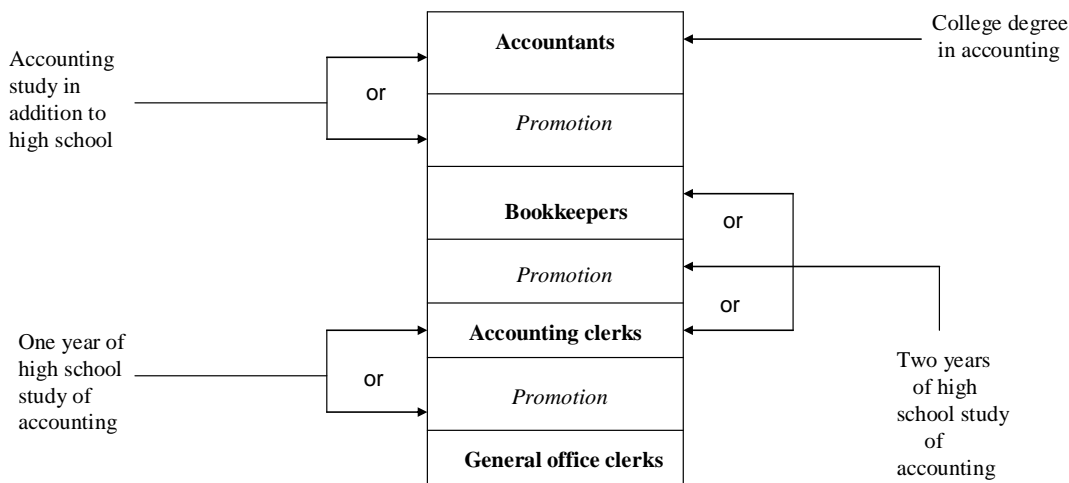 Accounting
study in
addition to
high school
or
Accountants
College degree
in accounting
Promotion
Bookkeepers
or
Promotion
or
One year of
high school
study of
accounting
or
Accounting clerks
Promotion
General office clerks
Two years
of high
school study
of
accounting